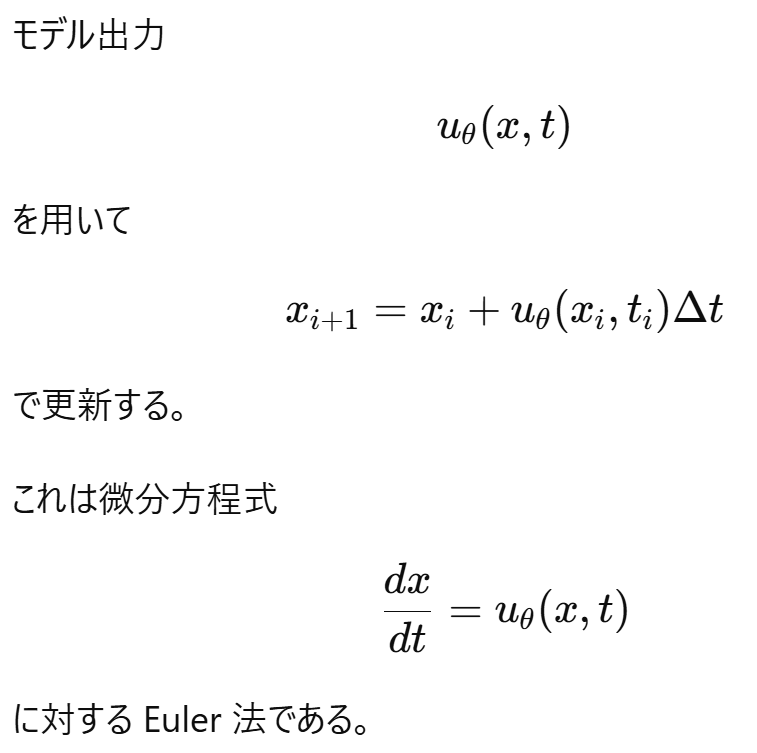 モデル出力
u_θ(x, t)
を用いて
x_{i+1} = x_i + u_θ(x_i, t_i)Δt
で更新する。
これは微分方程式
\frac{dx}{dt} = u_θ(x, t)
に対する Euler 法である。